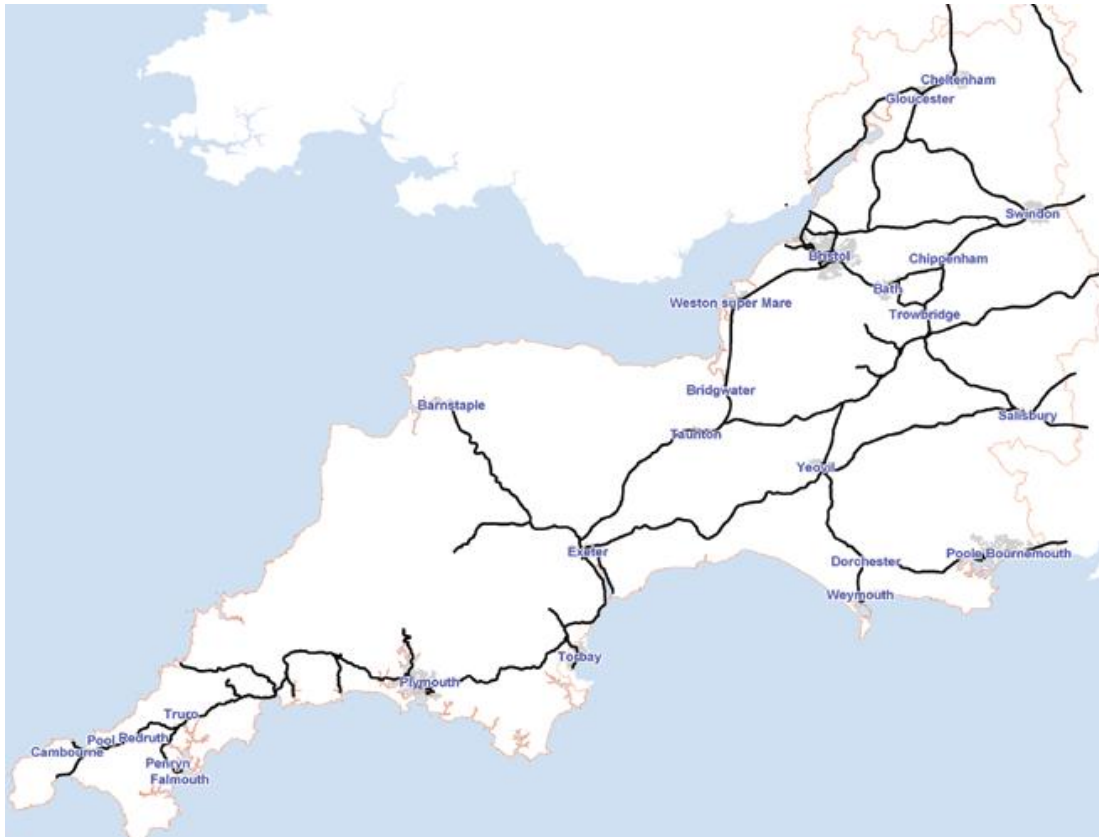 Cheltenham
Gloucester
Swindon
Bristol
Chippenham
Bath
Weston super Mare
Trowbridge
Bridgwater
Barnstaple
Salisbury
Taunton
Yeovil
Exeter
Poole Bournemouth
Dorchester
Weymouth
Torbay
Plymouth
Truro
Pool Redruth
Cambourne
Penryn
Falmouth